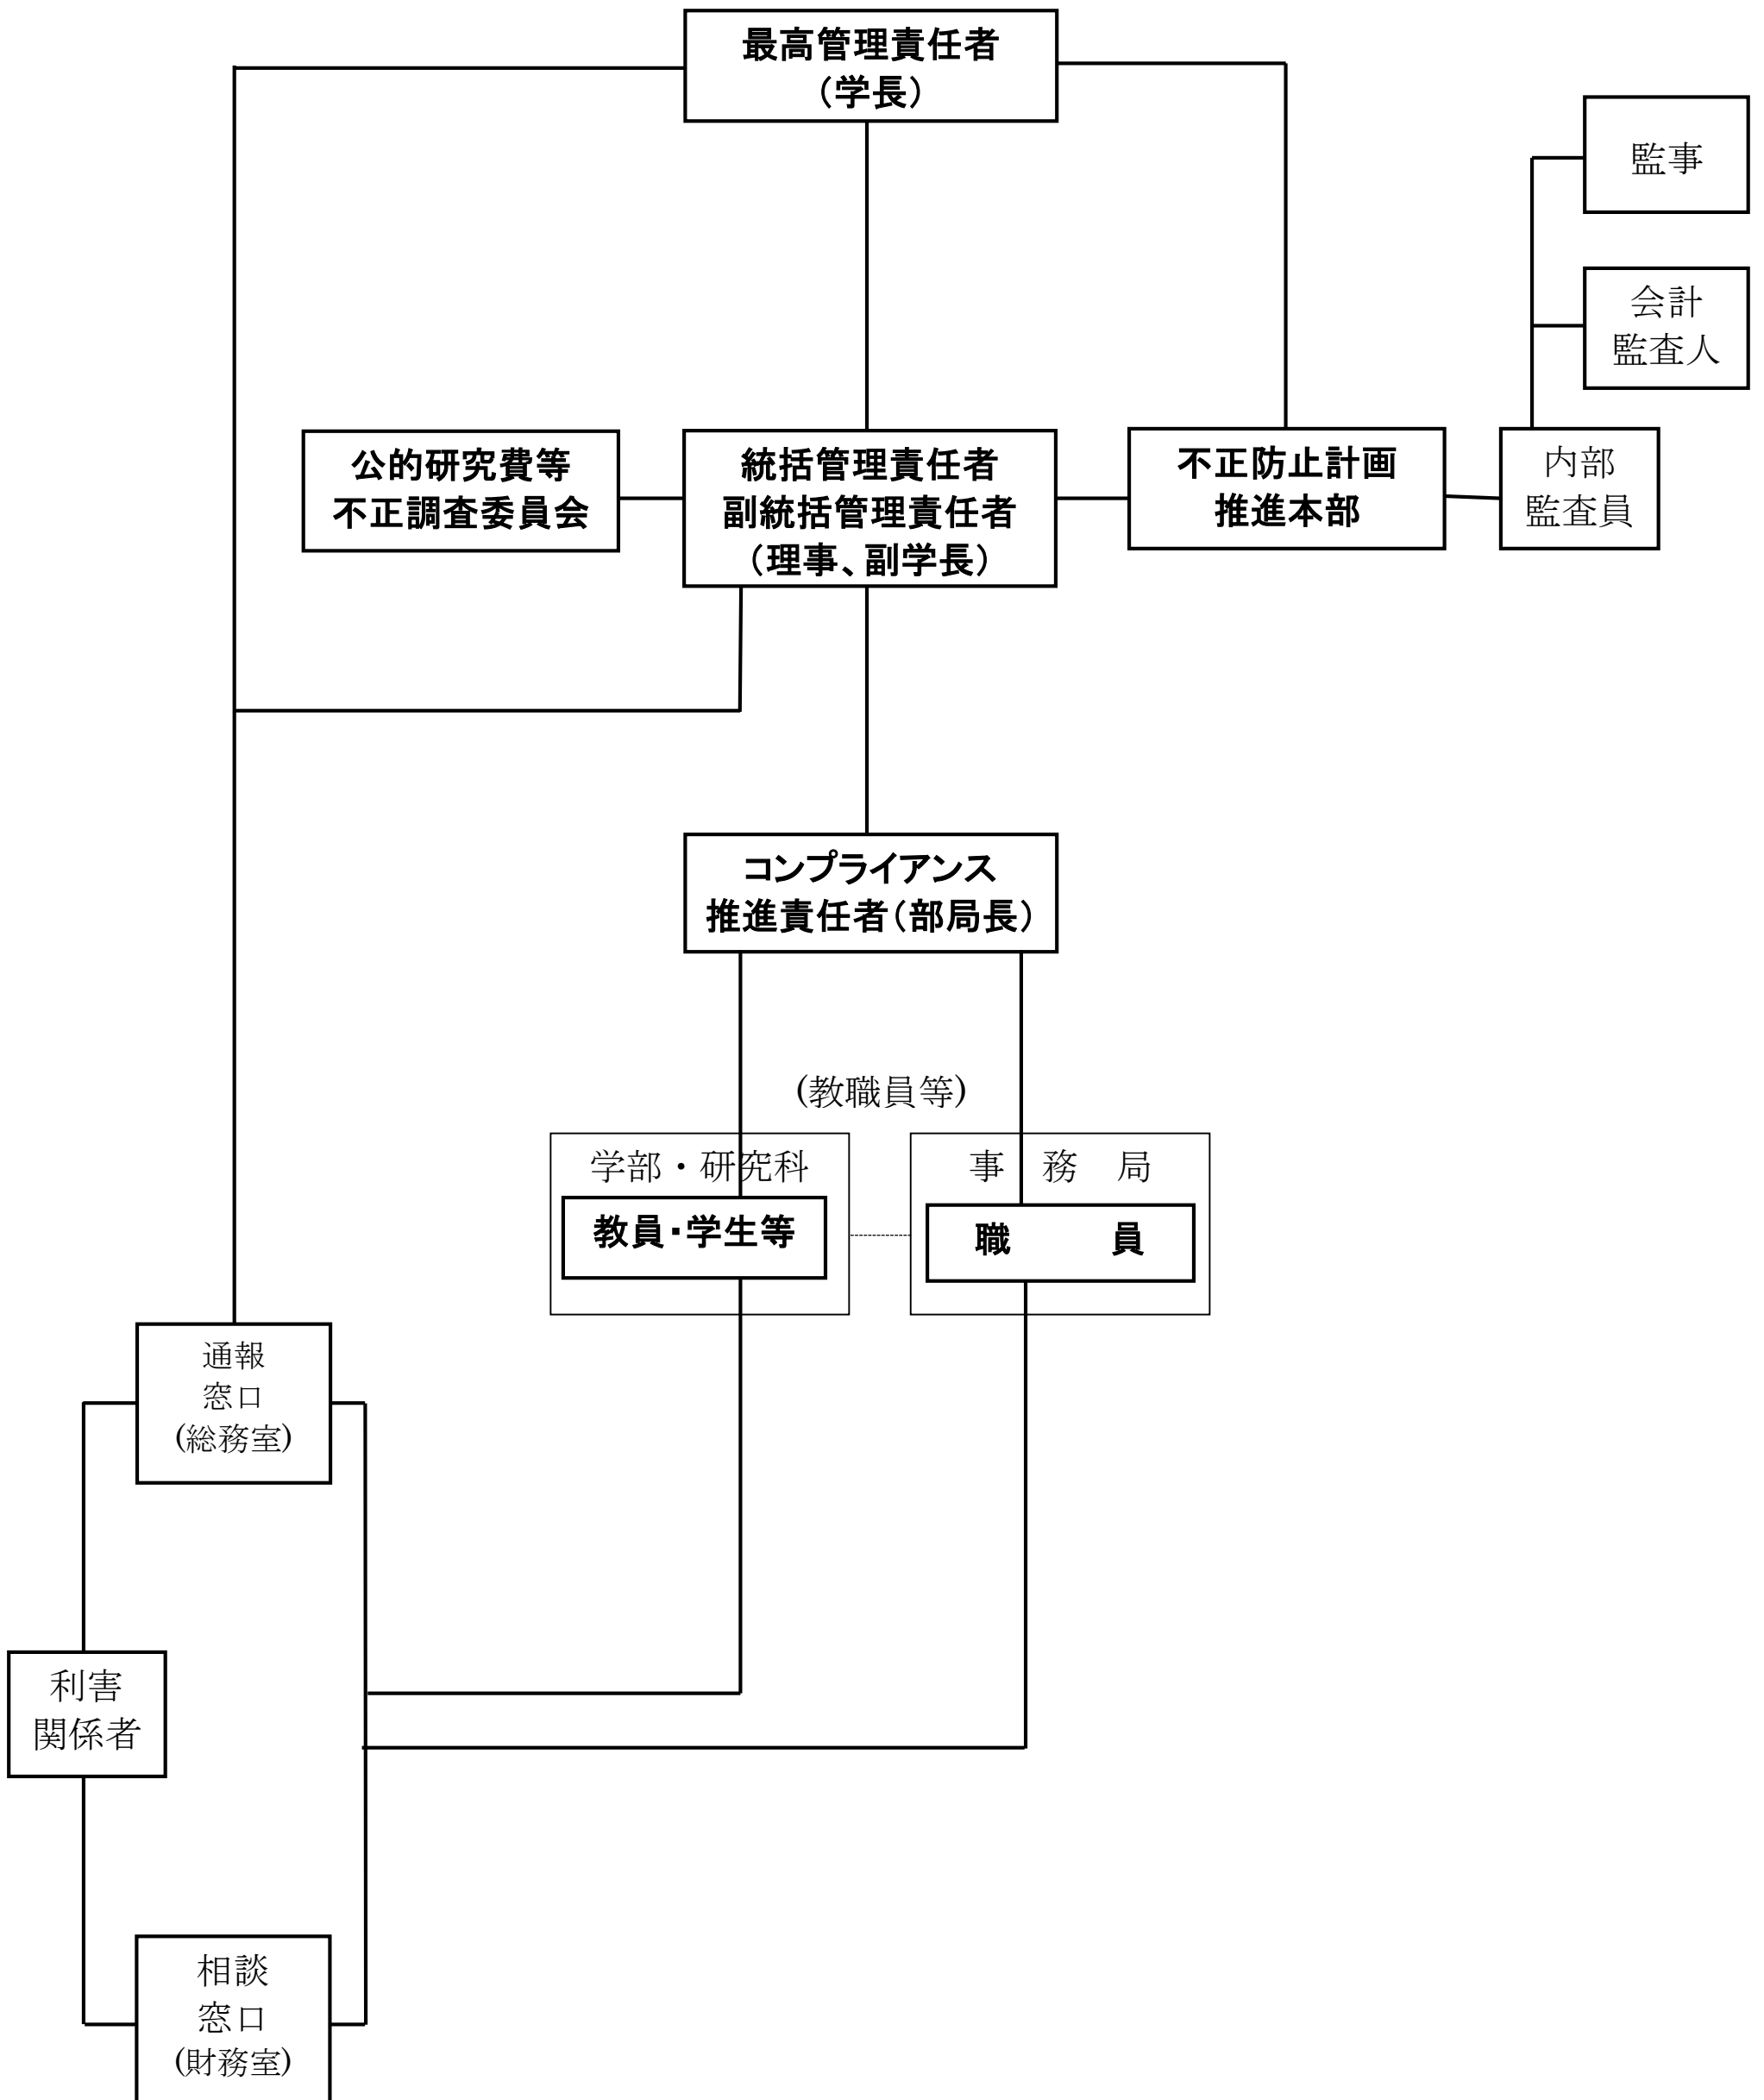 最高管理責任者
（学長）
監事
会計
監査人
公的研究費等
不正調査委員会
統括管理責任者
副統括管理責任者
（理事、副学長）
不正防止計画
推進本部
内部
監査員
コンプライアンス
推進責任者（部局長）
(教職員等)
学部・研究科
教員・学生等
事　務　局
職　　　員
通報
窓口
(総務室)
利害
関係者
相談
窓口
(財務室)